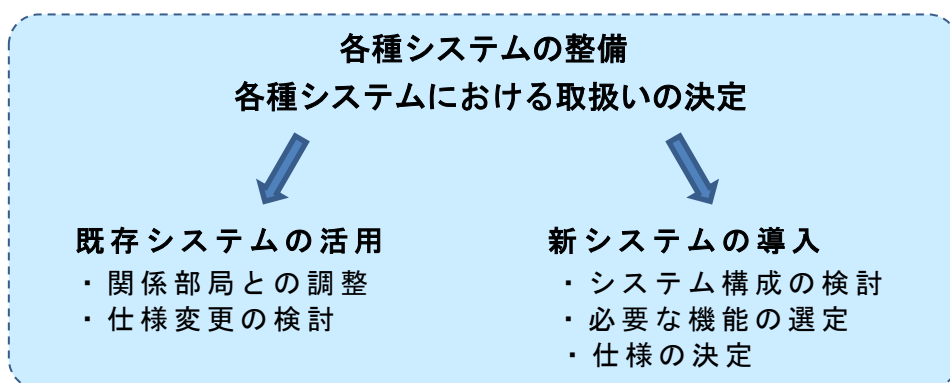 各種システムの整備
各種システムにおける取扱いの決定
既存システムの活用
・関係部局との調整
・仕様変更の検討
新システムの導入
・システム構成の検討
・必要な機能の選定
・仕様の決定